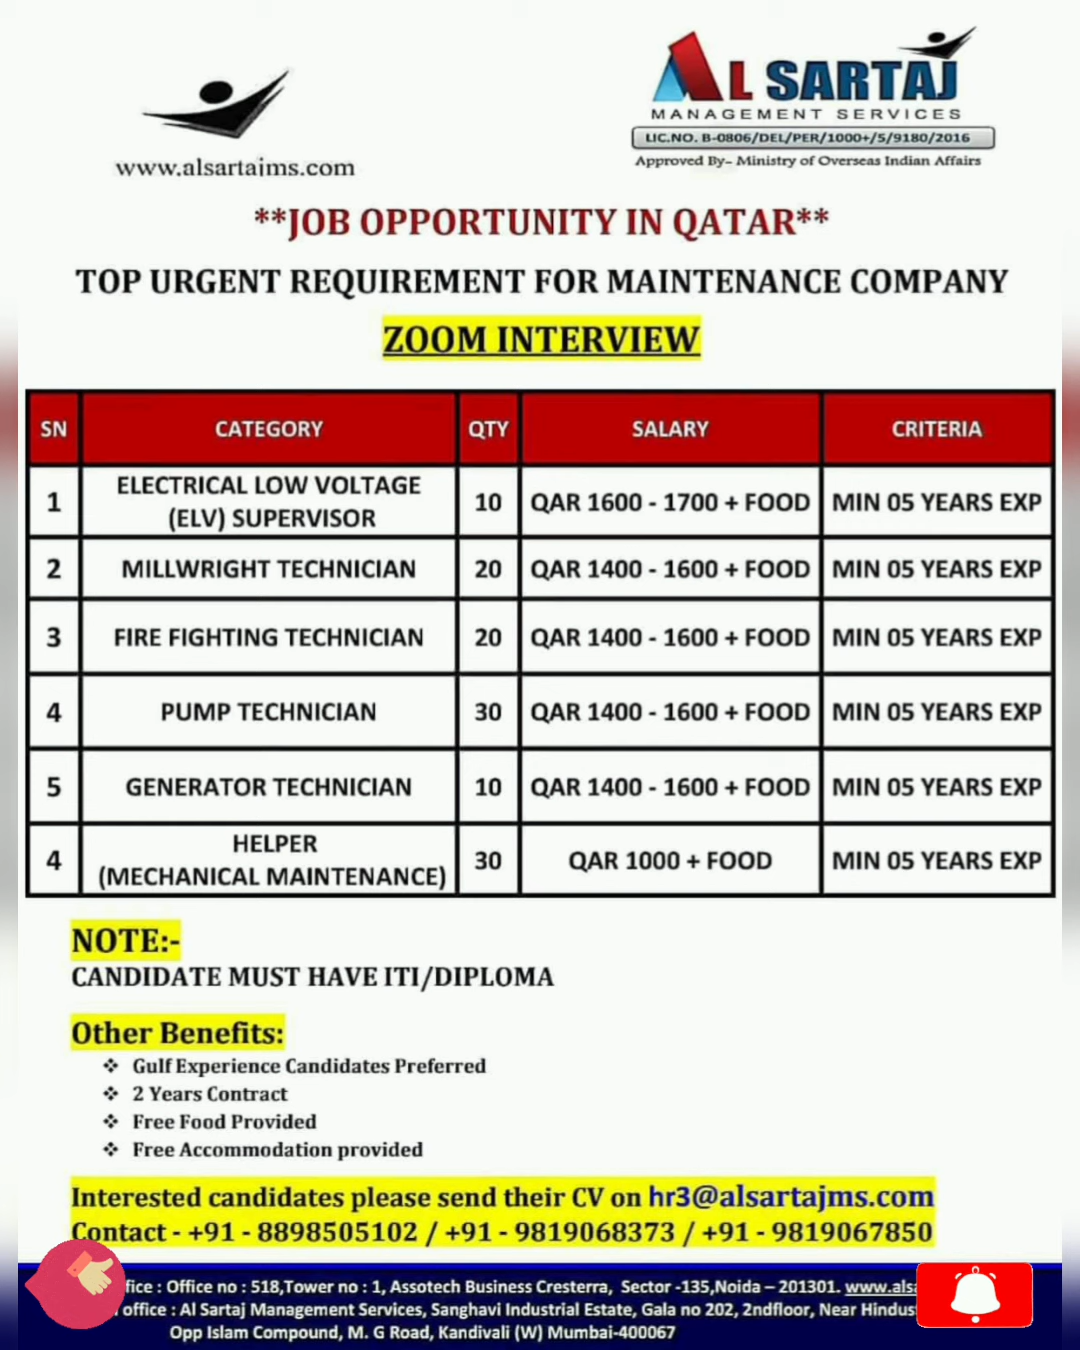 www.alsartajms.com
AL SARTAJ
MANAGEMENT SERVICES
LIC.NO. B-0806/DEL/PER/1000+/5/9180/2016
Approved By– Ministry of Overseas Indian Affairs
**JOB OPPORTUNITY IN QATAR**
TOP URGENT REQUIREMENT FOR MAINTENANCE COMPANY
ZOOM INTERVIEW
SN CATEGORY QTY SALARY CRITERIA
1 ELECTRICAL LOW VOLTAGE (ELV) SUPERVISOR 10 QAR 1600 - 1700 + FOOD MIN 05 YEARS EXP
2 MILLWRIGHT TECHNICIAN 20 QAR 1400 - 1600 + FOOD MIN 05 YEARS EXP
3 FIRE FIGHTING TECHNICIAN 20 QAR 1400 - 1600 + FOOD MIN 05 YEARS EXP
4 PUMP TECHNICIAN 30 QAR 1400 - 1600 + FOOD MIN 05 YEARS EXP
5 GENERATOR TECHNICIAN 10 QAR 1400 - 1600 + FOOD MIN 05 YEARS EXP
4 HELPER (MECHANICAL MAINTENANCE) 30 QAR 1000 + FOOD MIN 05 YEARS EXP
NOTE:-
CANDIDATE MUST HAVE ITI/DIPLOMA
Other Benefits:
❖ Gulf Experience Candidates Preferred
❖ 2 Years Contract
❖ Free Food Provided
❖ Free Accommodation provided
Interested candidates please send their CV on hr3@alsartajms.com
Contact - +91 - 8898505102 / +91 - 9819068373 / +91 - 9819067850
fice : Office no : 518,Tower no : 1, Assotech Business Cresterra, Sector -135,Noida – 201301. www.als
office : Al Sartaj Management Services, Sanghavi Industrial Estate, Gala no 202, 2ndfloor, Near Hindus
Opp Islam Compound, M. G Road, Kandivali (W) Mumbai-400067